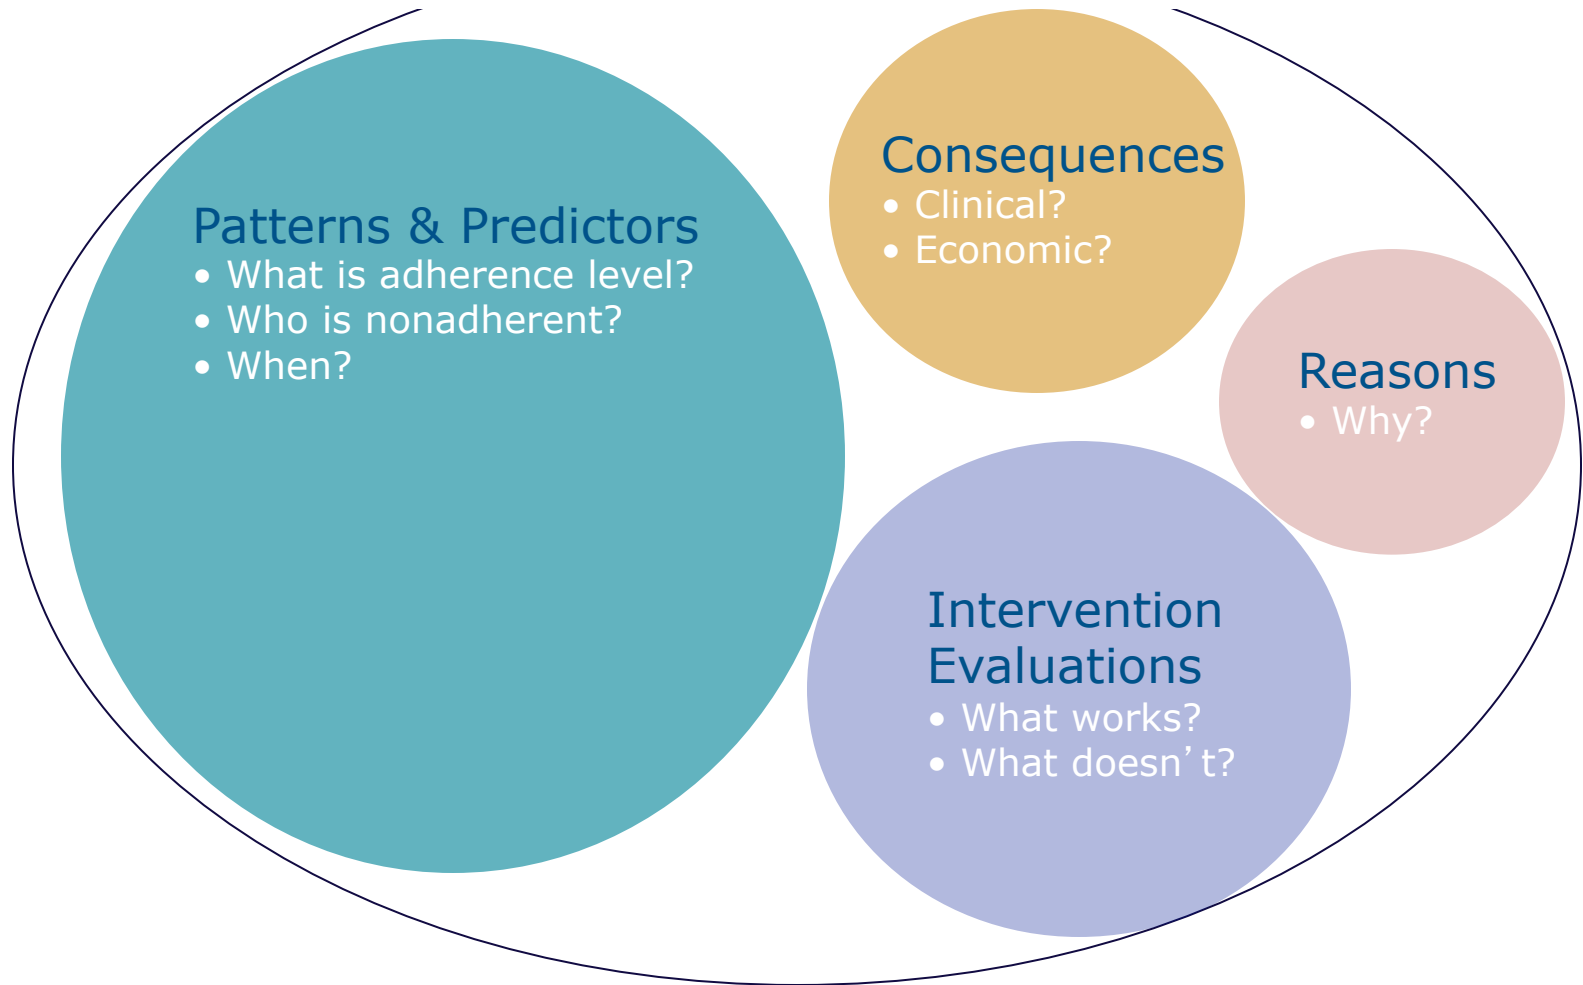 Patterns & Predictors
• What is adherence level?
• Who is nonadherent?
• When?
Consequences
• Clinical?
• Economic?
Reasons
• Why?
Intervention
Evaluations
• What works?
• What doesn’t?